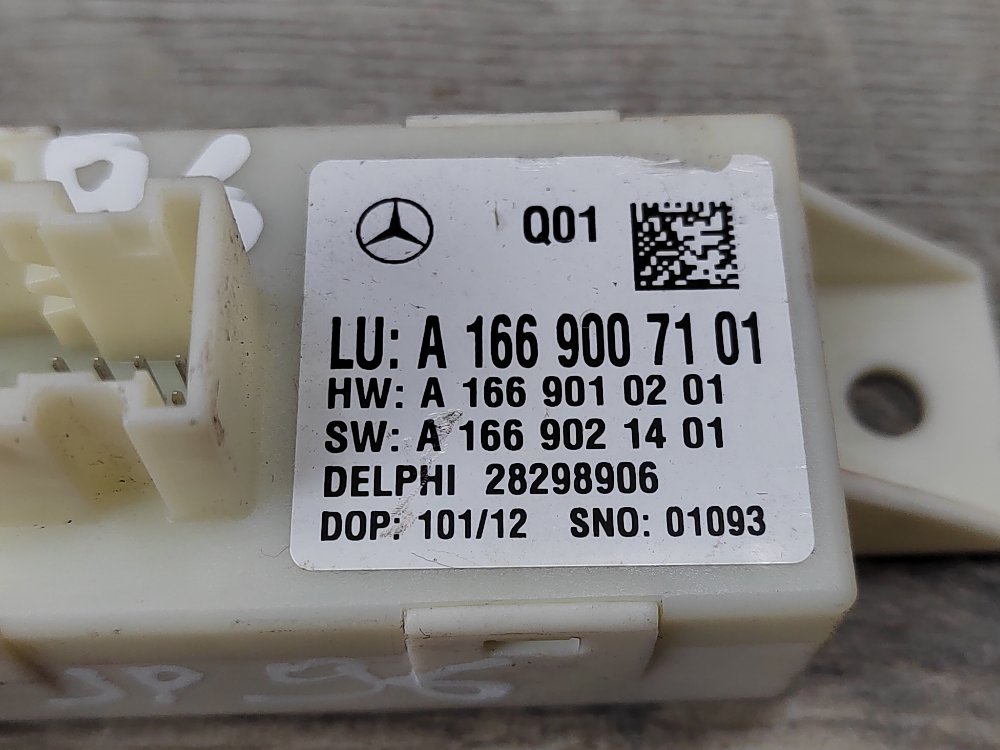 Q01
LU: A 166 900 71 01
HW: A 166 901 02 01
SW: A 166 902 14 01
DELPHI 28298906
DOP: 101/12 SNO: 01093